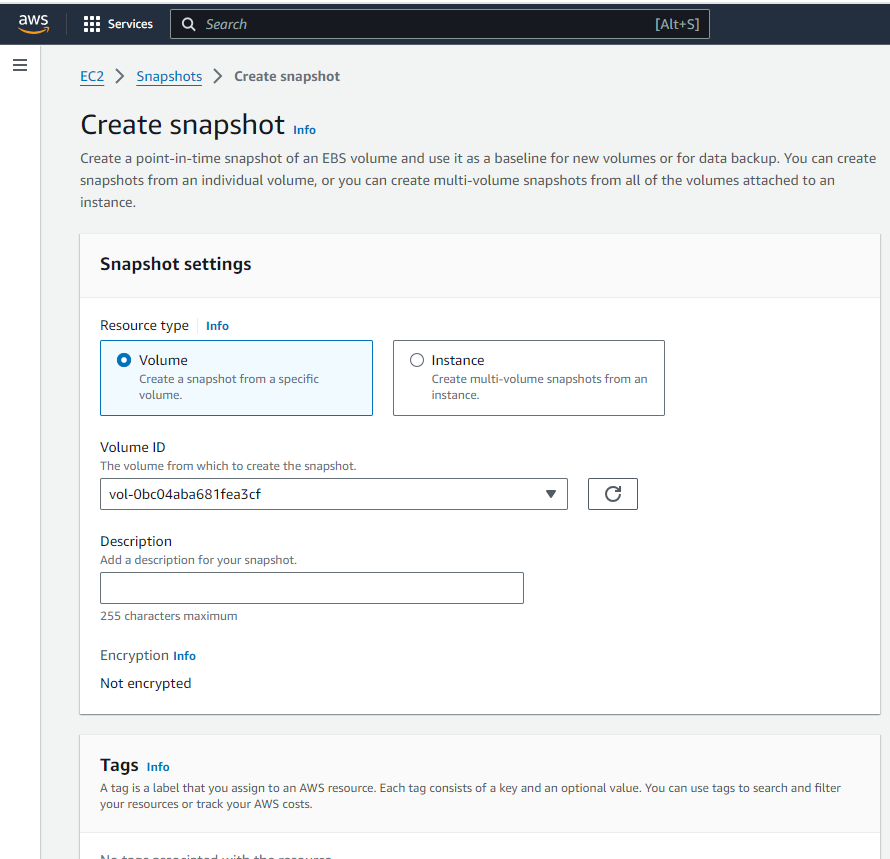 aws
Services
Search
[Alt+S]
EC2 > Snapshots > Create snapshot
Create snapshot Info
Create a point-in-time snapshot of an EBS volume and use it as a baseline for new volumes or for data backup. You can create
snapshots from an individual volume, or you can create multi-volume snapshots from all of the volumes attached to an
instance.
Snapshot settings
Resource type Info
Volume
Create a snapshot from a specific
volume.
Instance
Create multi-volume snapshots from an
instance.
Volume ID
The volume from which to create the snapshot.
vol-0bc04aba681fea3cf
Description
Add a description for your snapshot.
255 characters maximum
Encryption Info
Not encrypted
Tags Info
A tag is a label that you assign to an AWS resource. Each tag consists of a key and an optional value. You can use tags to search and filter
your resources or track your AWS costs.
No tags associated with the resource